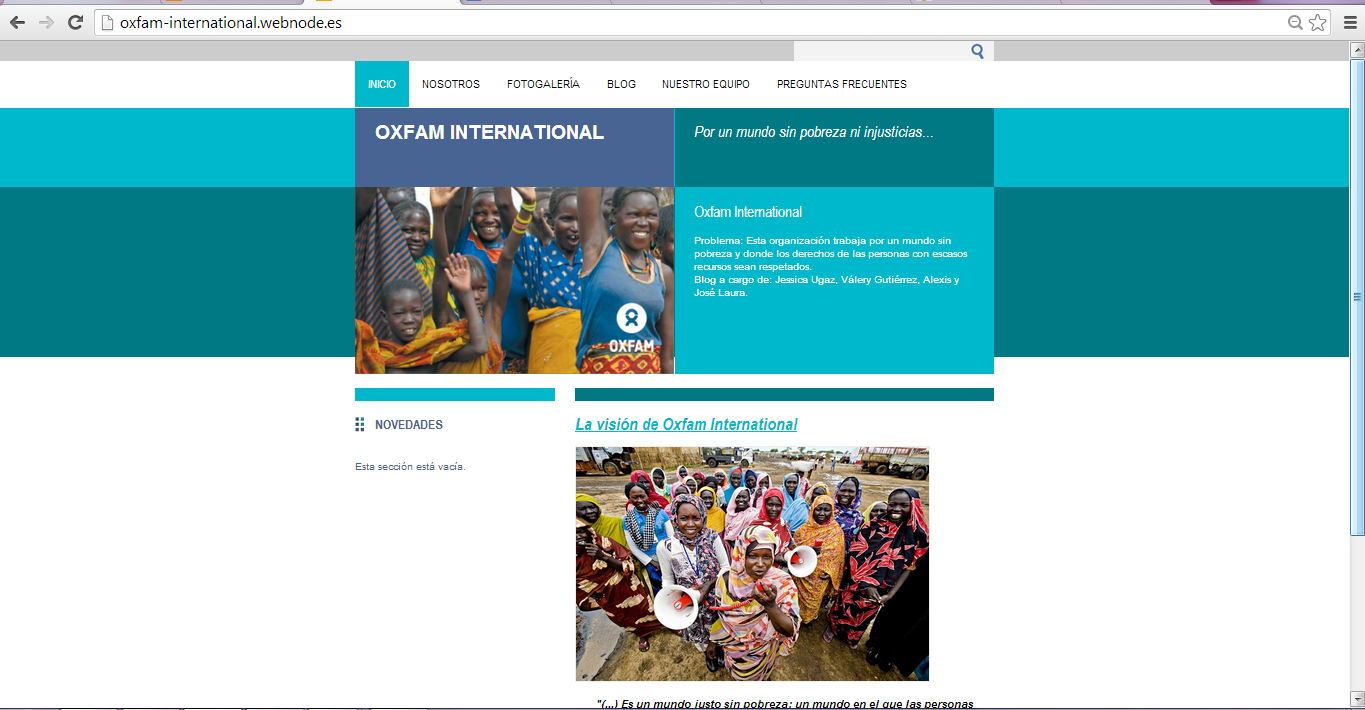 oxfam-international.webnode.es
INICIO NOSOTROS FOTOGALERÍA BLOG NUESTRO EQUIPO PREGUNTAS FRECUENTES
OXFAM INTERNATIONAL
Por un mundo sin pobreza ni injusticias...
OXFAM
Oxfam International
Problema: Esta organización trabaja por un mundo sin
pobreza y donde los derechos de las personas con escasos
recursos sean respetados.
Blog a cargo de: Jessica Ugaz, Válery Gutiérrez, Alexis y
José Laura.
NOVEDADES
Esta sección está vacía.
La visión de Oxfam International
"(,,,) Es un mundo justo sin pobreza: un mundo en el que las personas